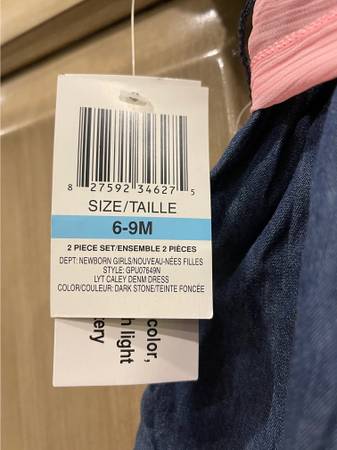 8 27592 34627 5
SIZE/TAILLE
6-9M
2 PIECE SET/ENSEMBLE 2 PIÈCES
DEPT: NEWBORN GIRLS/NOUVEAU-NÉES FILLES
STYLE: GPU07649N
LYT CALEY DENM DRESS
COLOR/COULEUR: DARK STONE/TEINTE FONCÉE
color,
light